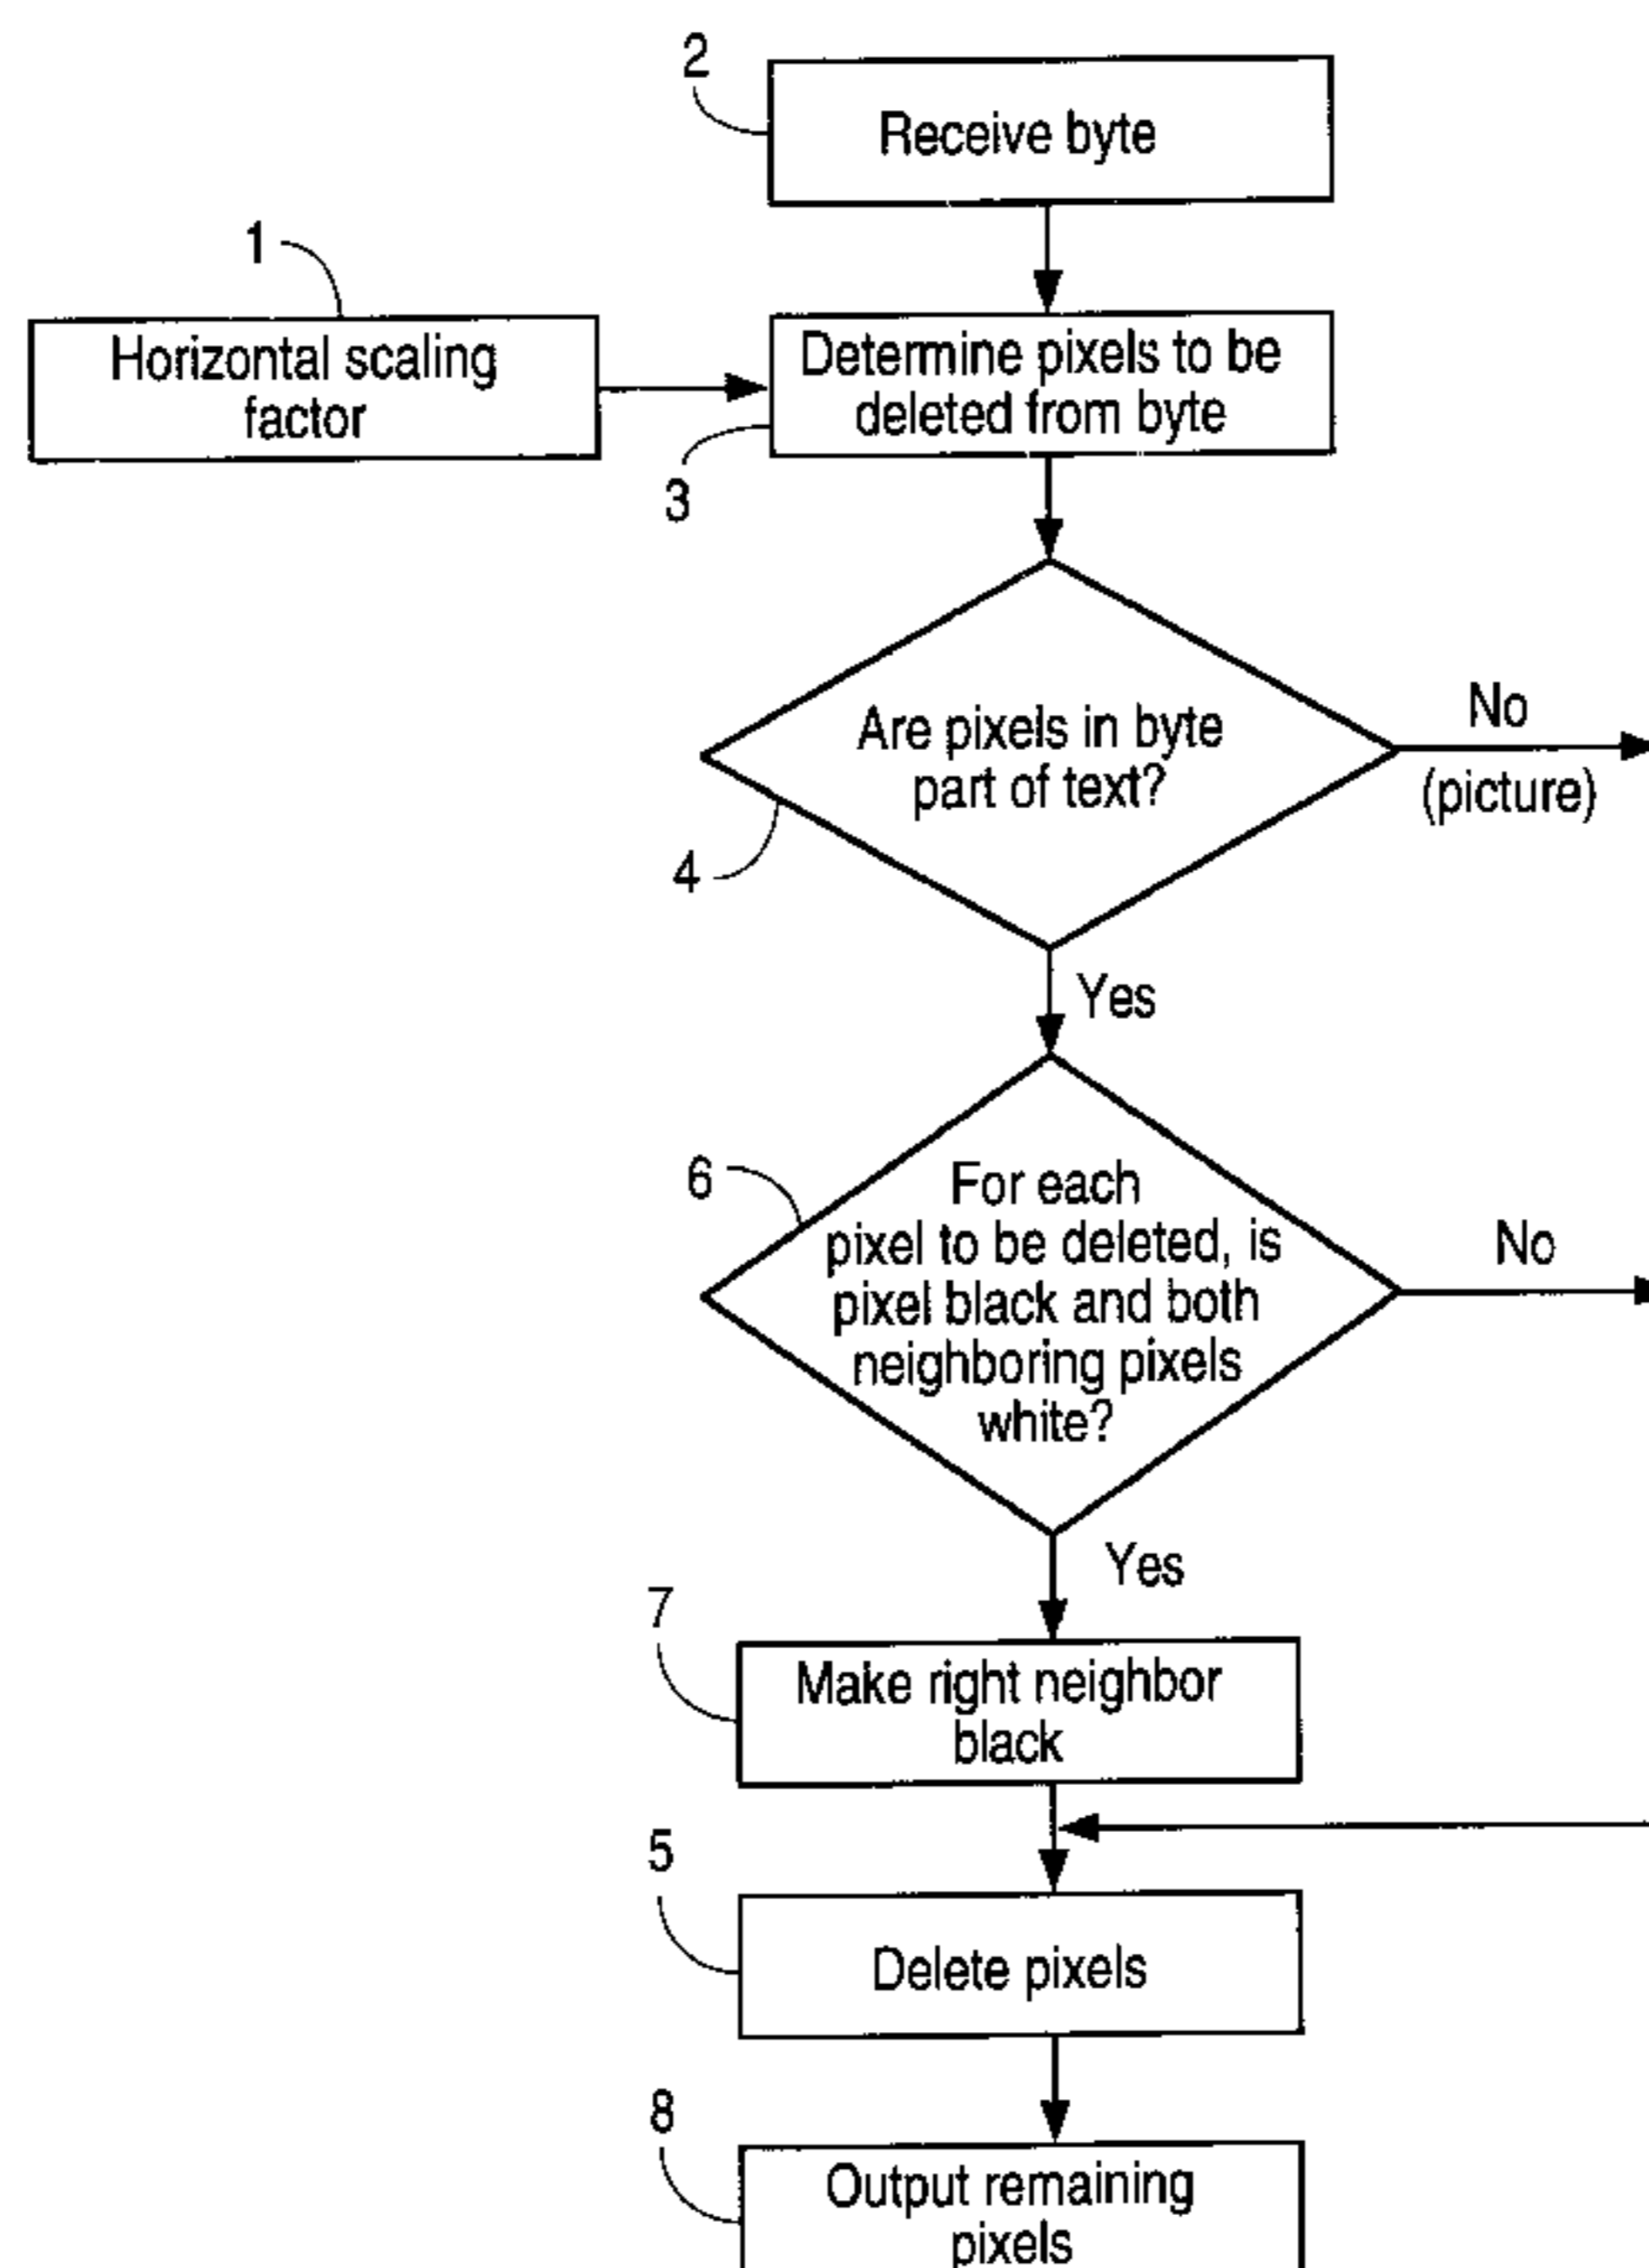 2
Receive byte
1
Horizontal scaling
factor
Determine pixels to be
deleted from byte
3
Are pixels in byte
part of text?
No
(picture)
4
Yes
6
For each
pixel to be deleted, is
pixel black and both
neighboring pixels
white?
No
Yes
7
Make right neighbor
black
5
Delete pixels
8
Output remaining
pixels